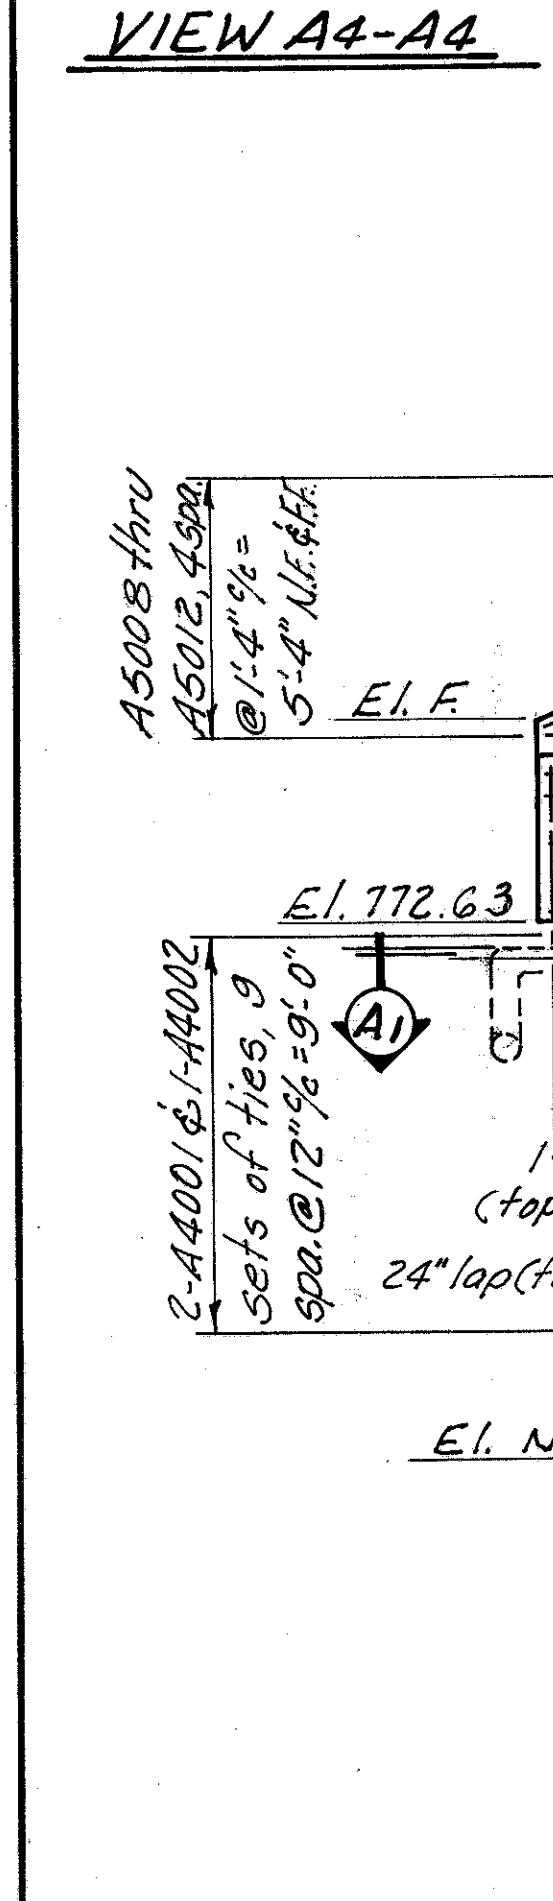 VIEW A4-A4
A5008 thru
A5012, 4 spa.
@ 1'-4" c/c =
5'-4" N.F. & F.F.
El. F.
El. 772.63
2-A4001 & 1-A4002
sets of ties, 9
spa. @ 12" c/c = 9'-0"
A1
1-
(top
24" lap (t
El. N